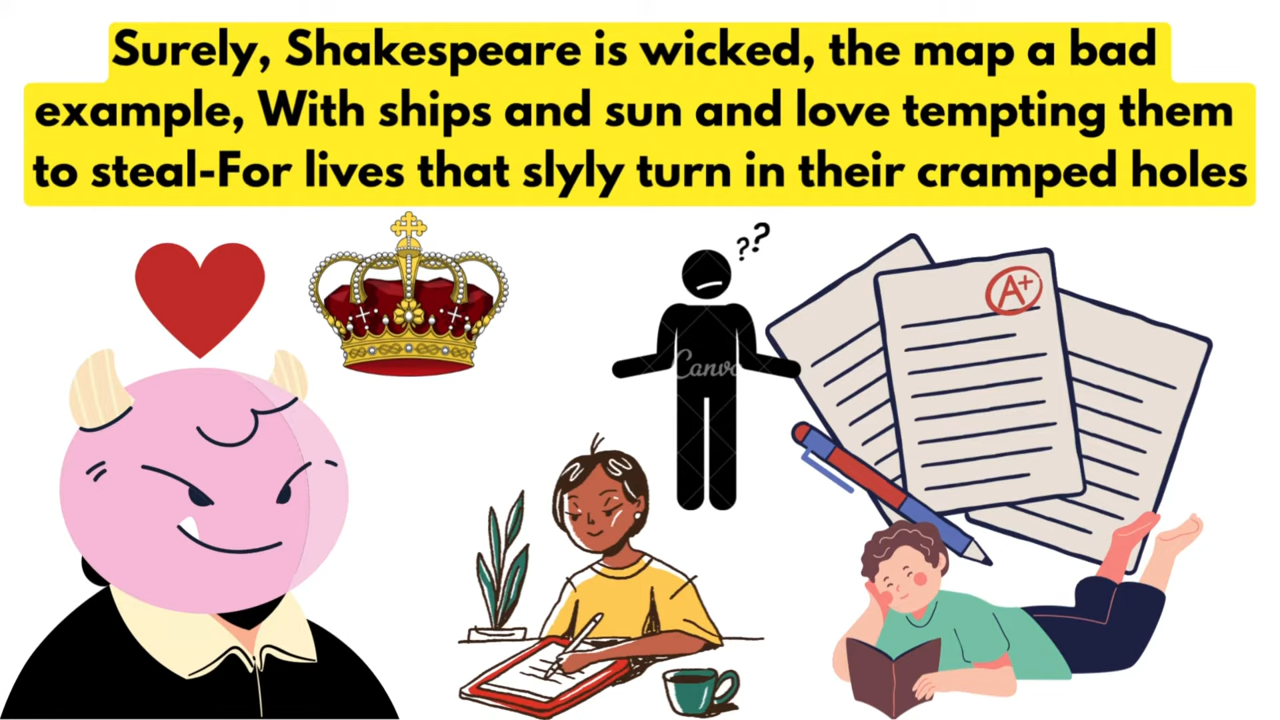 Surely, Shakespeare is wicked, the map a bad
example, With ships and sun and love tempting them
to steal-For lives that slyly turn in their cramped holes
??
A+
Canva